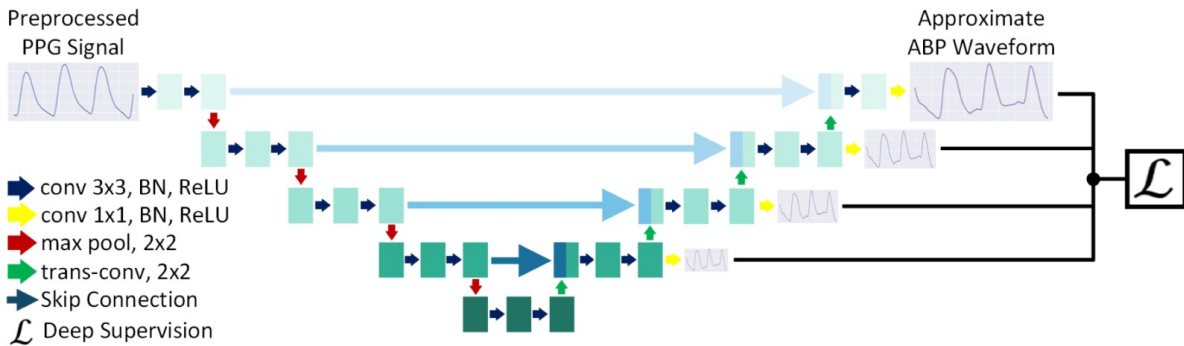 Preprocessed
PPG Signal
Approximate
ABP Waveform
conv 3x3, BN, ReLU
conv 1x1, BN, ReLU
max pool, 2x2
trans-conv, 2x2
Skip Connection
ℒ Deep Supervision
ℒ